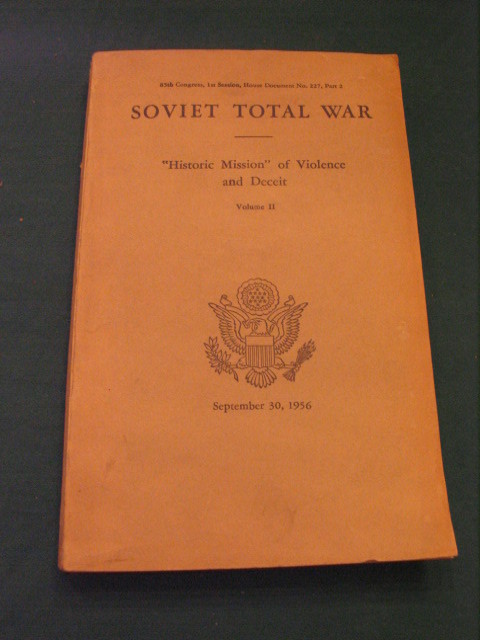 85th Congress, 1st Session, House Document No. 227, Part 2
SOVIET TOTAL WAR
"Historic Mission" of Violence
and Deceit
Volume II
September 30, 1956